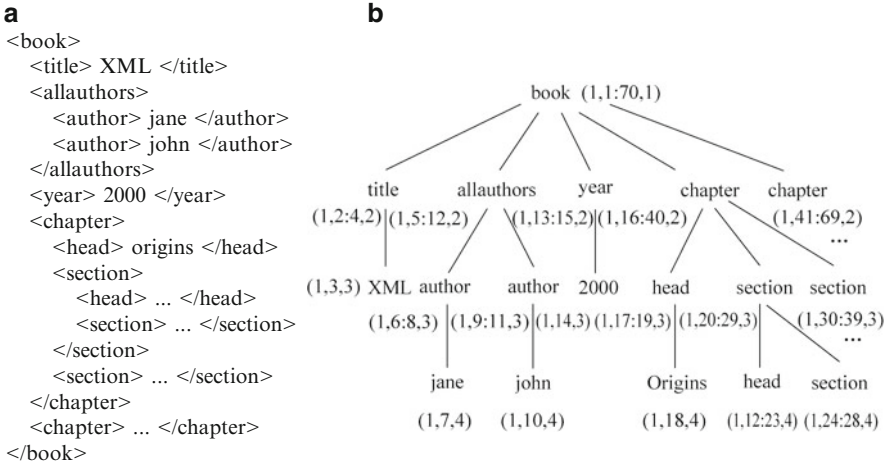 a
<book>
<title> XML </title>
<allauthors>
<author> jane </author>
<author> john </author>
</allauthors>
<year> 2000 </year>
<chapter>
<head> origins </head>
<section>
<head> ... </head>
<section> ... </section>
</section>
<section> ... </section>
</chapter>
<chapter> ... </chapter>
</book>
b
book (1,1:70,1)
title allauthors year chapter chapter
(1,2:4,2) (1,5:12,2) (1,13:15,2) (1,16:40,2) (1,41:69,2)
...
(1,3,3) XML author author 2000 head section section
(1,6:8,3) (1,9:11,3) (1,14,3) (1,17:19,3) (1,20:29,3) (1,30:39,3)
...
jane john Origins head section
(1,7,4) (1,10,4) (1,18,4) (1,12:23,4) (1,24:28,4)